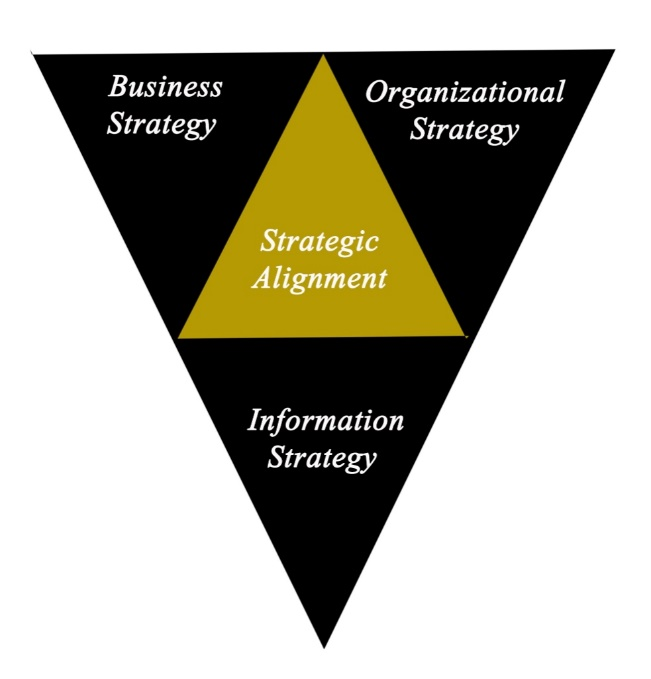 Business
Strategy
Organizational
Strategy
Strategic
Alignment
Information
Strategy